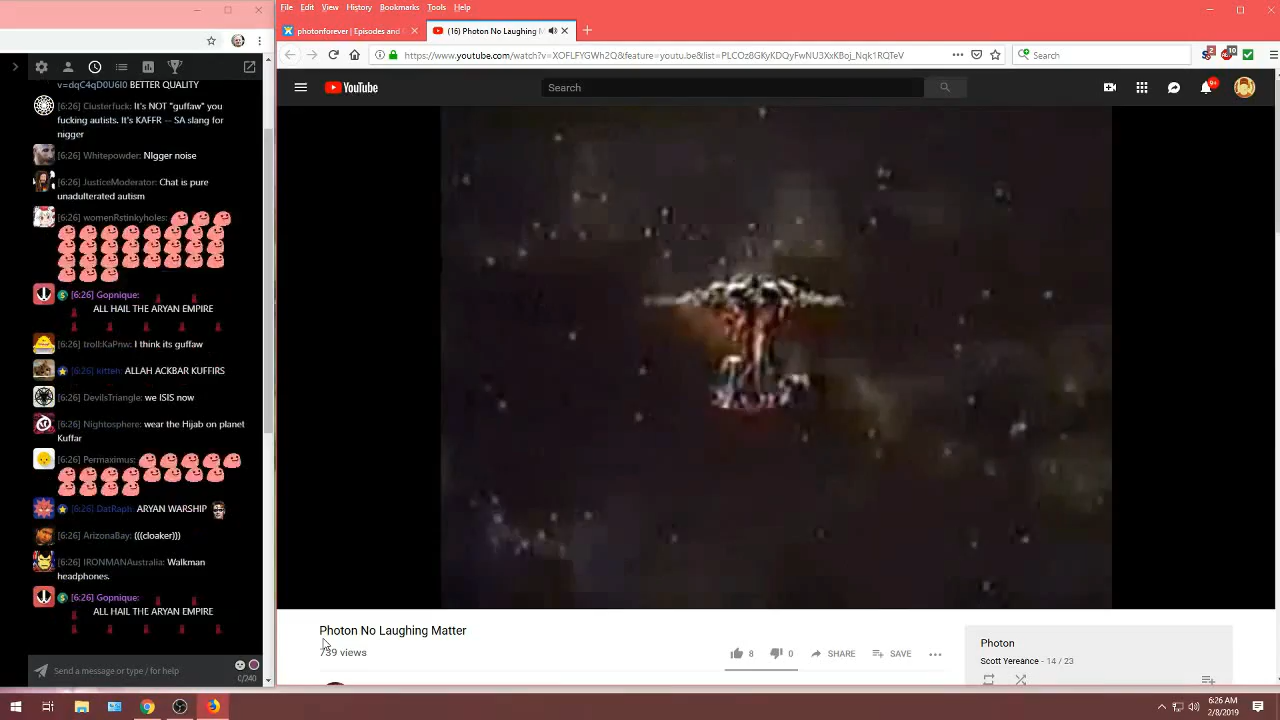 File Edit View History Bookmarks Tools Help
photonforever | Episodes and
(16) Photon No Laughing M
https://www.youtube.com/watch?v=XOFLFYGWh2Q&feature=youtu.be&list=PLCOz8GKyKDQyFwNU3XxKBoj_Nqk1RQTeV
Search
2
10
YouTube
Search
9+
v=dqC4qD0U6I0 BETTER QUALITY
[6:26] Ciusterfuck: It's NOT "guffaw" you
fucking autists. It's KAFFR -- SA slang for
nigger
[6:26] Whitepowder: NIgger noise
[6:26] JusticeModerator: Chat is pure
unadulterated autism
[6:26] womenRstinkyholes:
[6:26] Gopnique:
ALL HAIL THE ARYAN EMPIRE
[6:26] troll:KaPnw: I think its guffaw
[6:26] kitten: ALLAH ACKBAR KUFFIRS
[6:26] DevilsTriangle: we ISIS now
[6:26] Nightosphere: wear the Hijab on planet
Kuffar
[6:26] Permaximus:
[6:26] DatRaph: ARYAN WARSHIP
[6:26] ArizonaBay: (((cloaker)))
[6:26] IRONMANAustralia: Walkman
headphones.
[6:26] Gopnique:
ALL HAIL THE ARYAN EMPIRE
Send a message or type / for help
0/240
Photon No Laughing Matter
739 views
8
0
SHARE
SAVE
Photon
Scott Yereance - 14 / 23
6:26 AM
2/8/2019